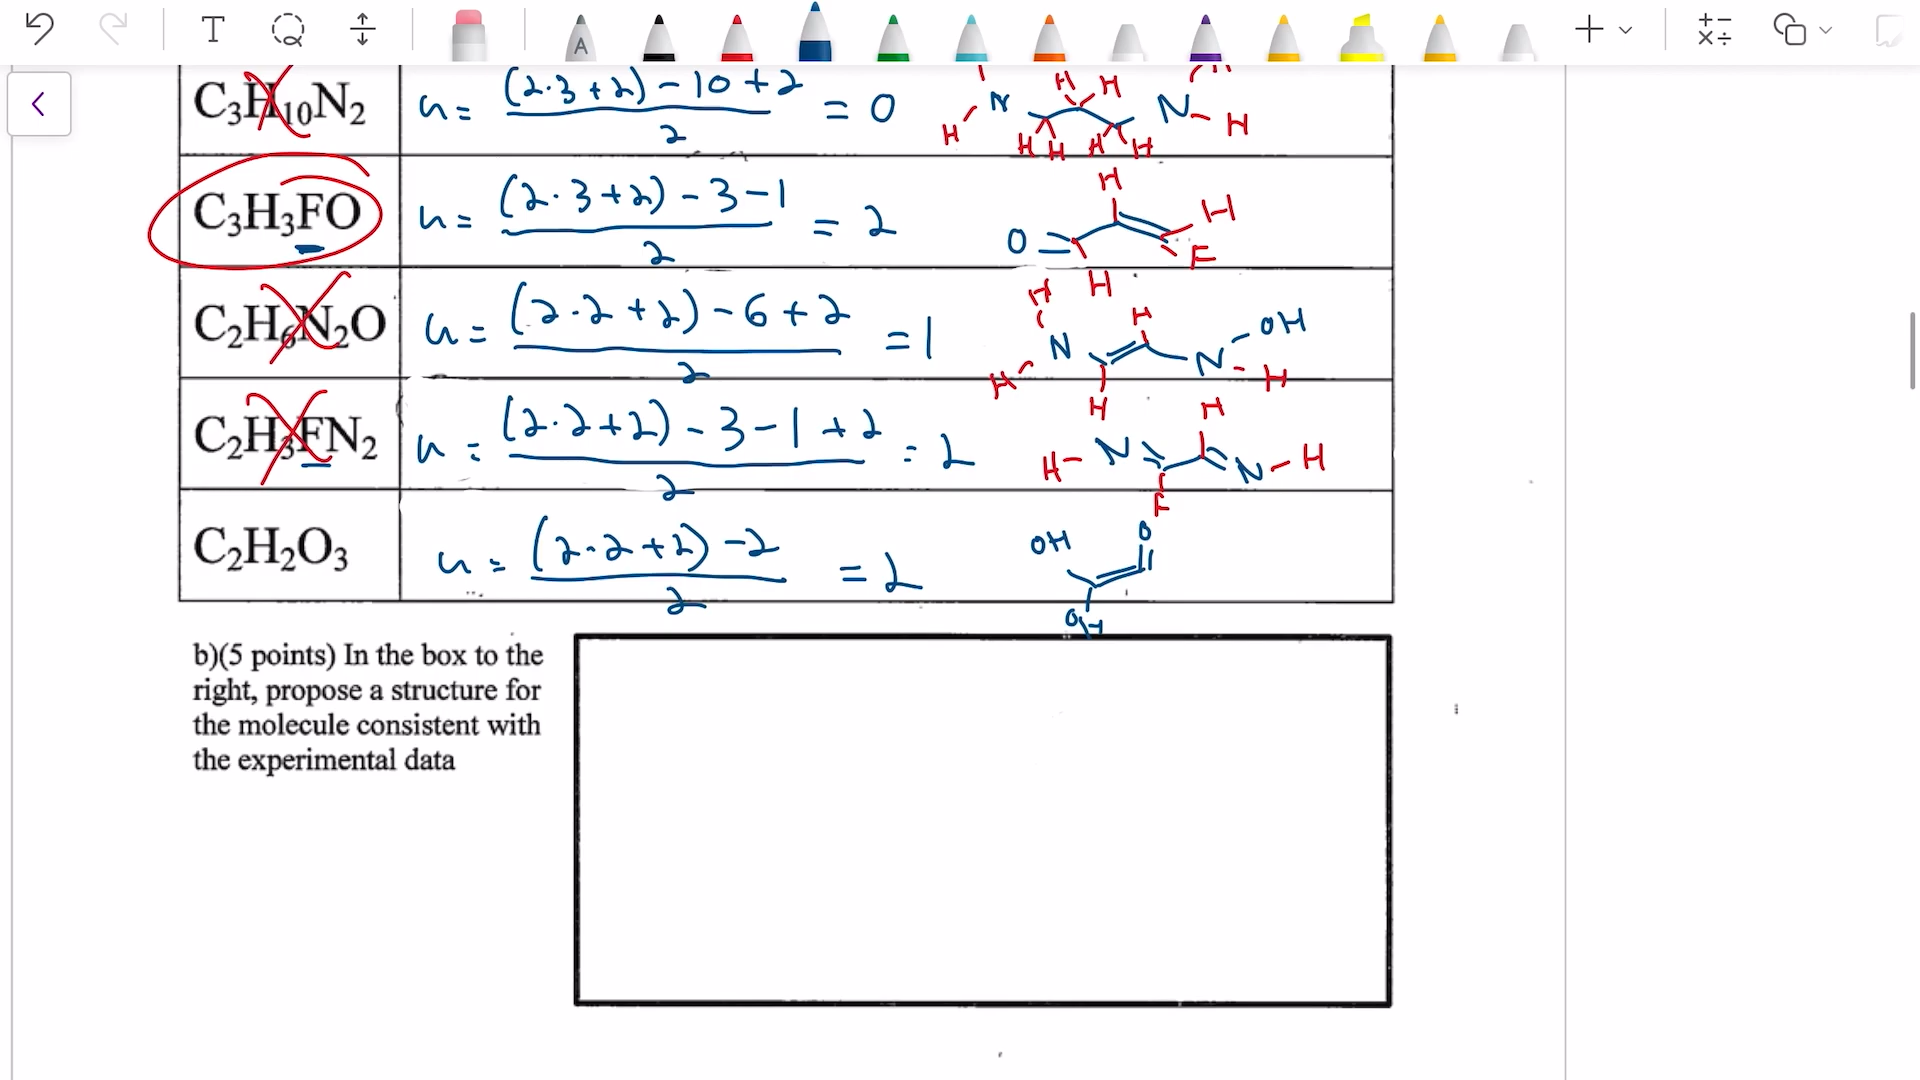 T
A
C₃H₁₀N₂ u = (2·3+2) - 10 + 2 / 2 = 0
H N H H H H H H N H H
C₃H₃FO u = (2·3+2) - 3 - 1 / 2 = 2
O H H H F
C₂H₆N₂O u = (2·2+2) - 6 + 2 / 2 = 1
H H N H H N OH H
C₂H₃FN₂ u = (2·2+2) - 3 - 1 + 2 / 2 = 2
H - N F H N - H
C₂H₂O₃ u = (2·2+2) - 2 / 2 = 2
OH O OH
b)(5 points) In the box to the
right, propose a structure for
the molecule consistent with
the experimental data